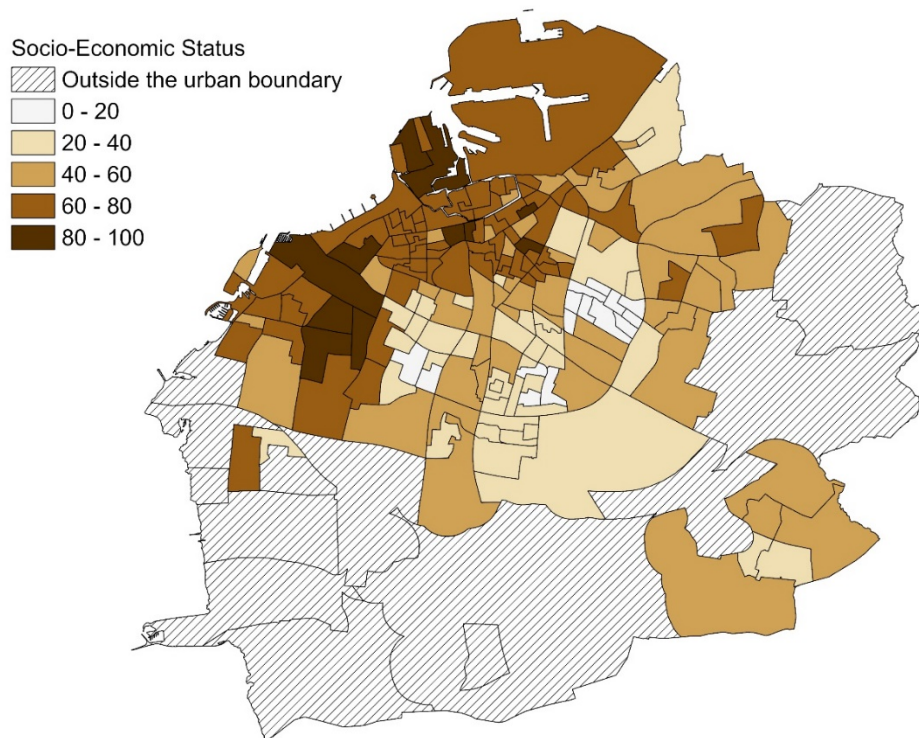 Socio-Economic Status
Outside the urban boundary
0 - 20
20 - 40
40 - 60
60 - 80
80 - 100